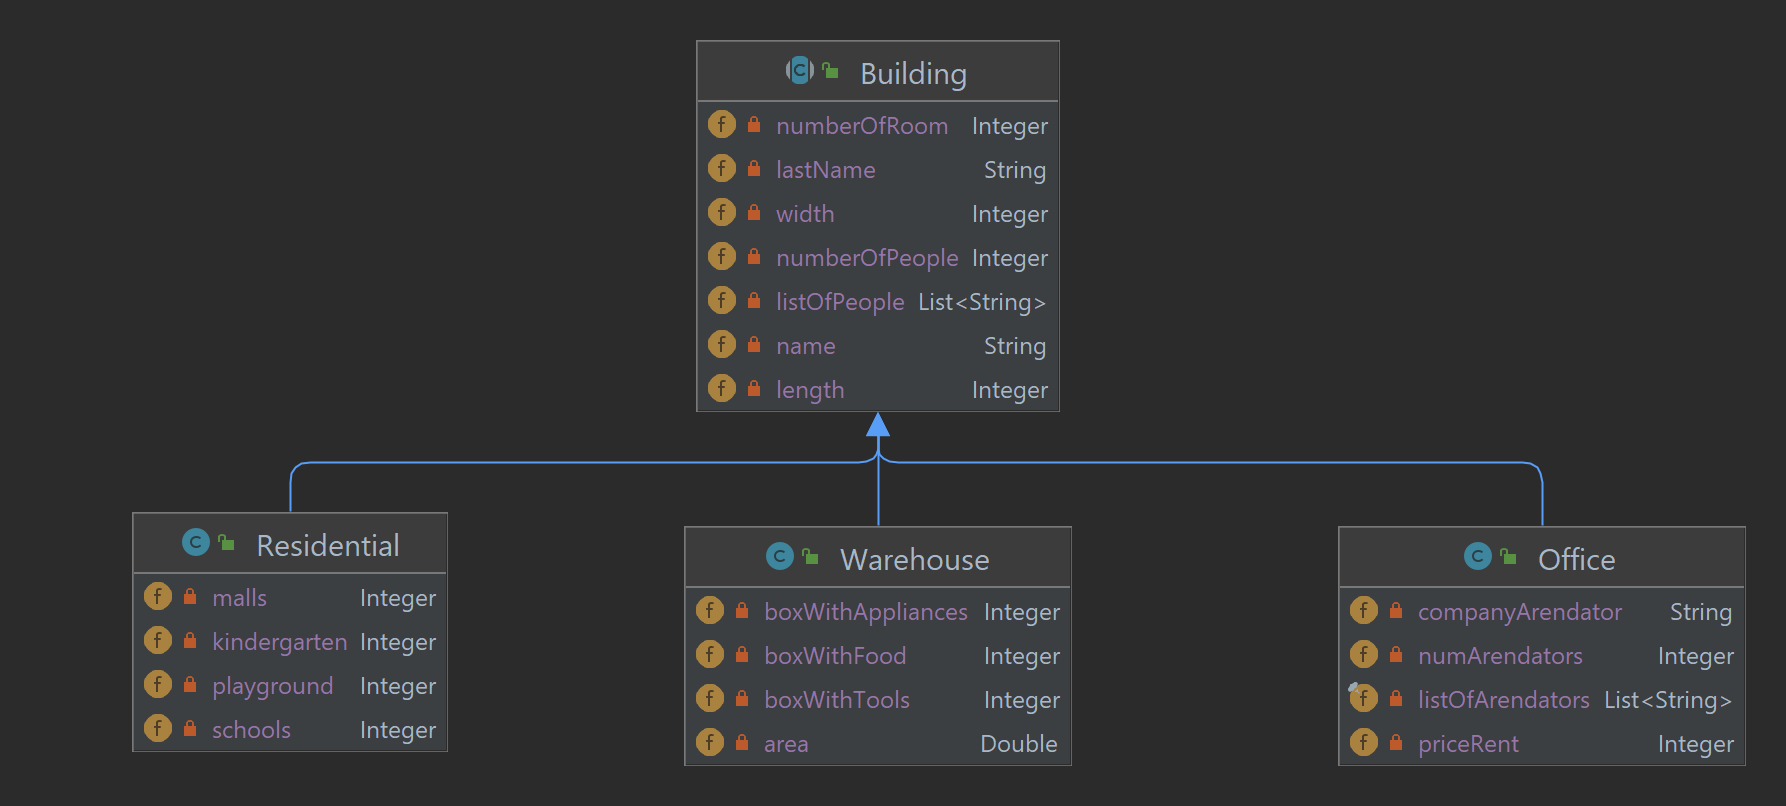 Building
numberOfRoom Integer
lastName String
width Integer
numberOfPeople Integer
listOfPeople List<String>
name String
length Integer
Residential
malls Integer
kindergarten Integer
playground Integer
schools Integer
Warehouse
boxWithAppliances Integer
boxWithFood Integer
boxWithTools Integer
area Double
Office
companyArendator String
numArendators Integer
listOfArendators List<String>
priceRent Integer